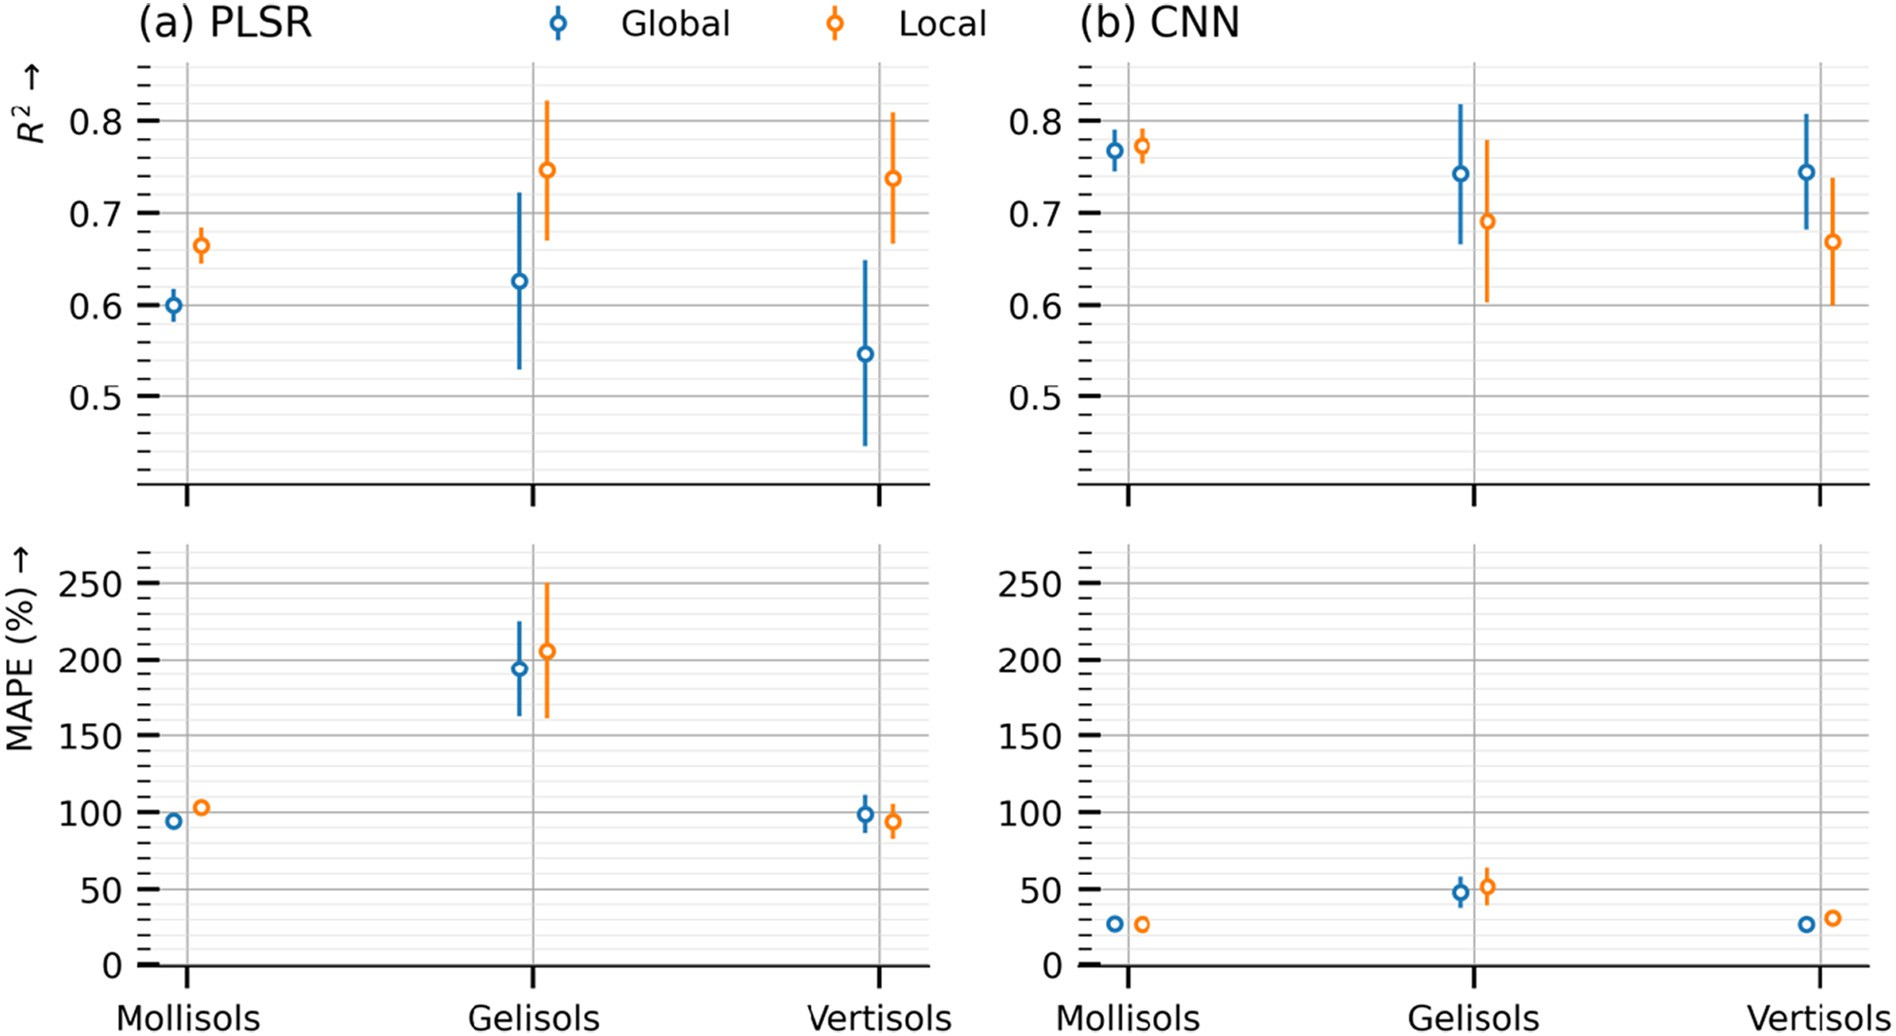 (a) PLSR
Global
Local
(b) CNN
R² →
0.8
0.7
0.6
0.5
0.8
0.7
0.6
0.5
MAPE (%) →
250
200
150
100
50
0
250
200
150
100
50
0
Mollisols
Gelisols
Vertisols
Mollisols
Gelisols
Vertisols